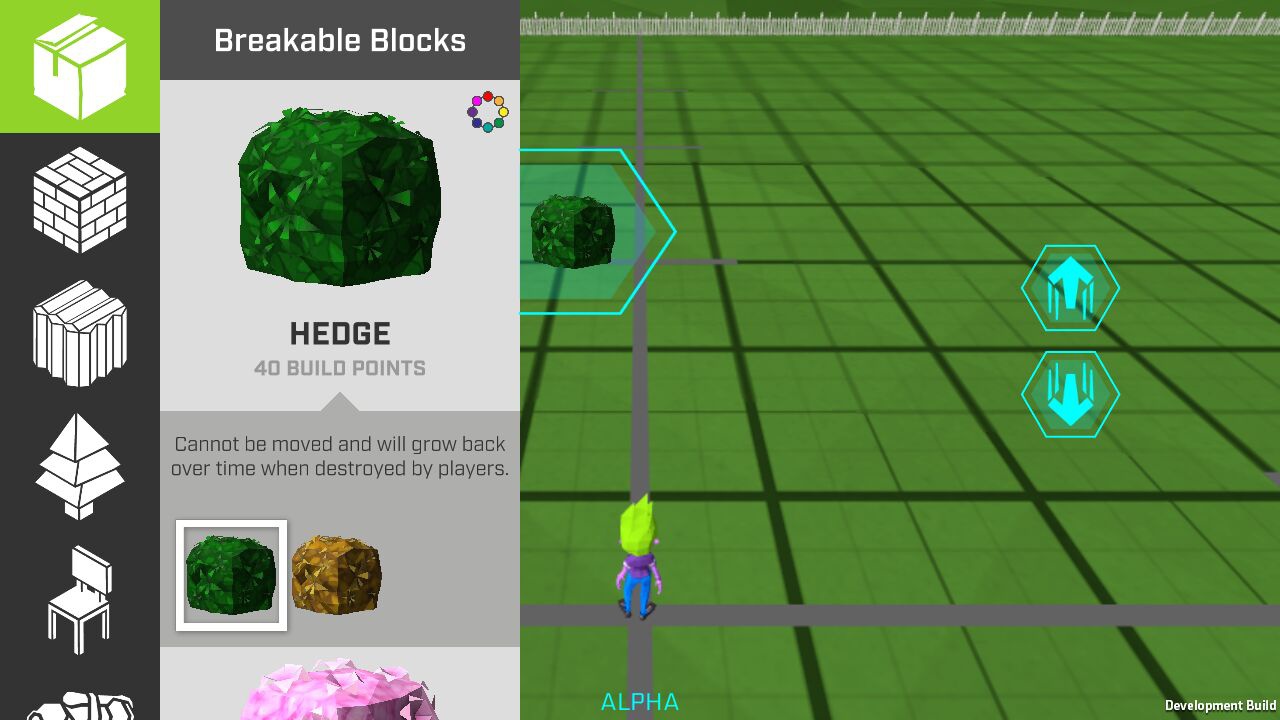 Breakable Blocks
HEDGE
40 BUILD POINTS
Cannot be moved and will grow back
over time when destroyed by players.
ALPHA
Development Build